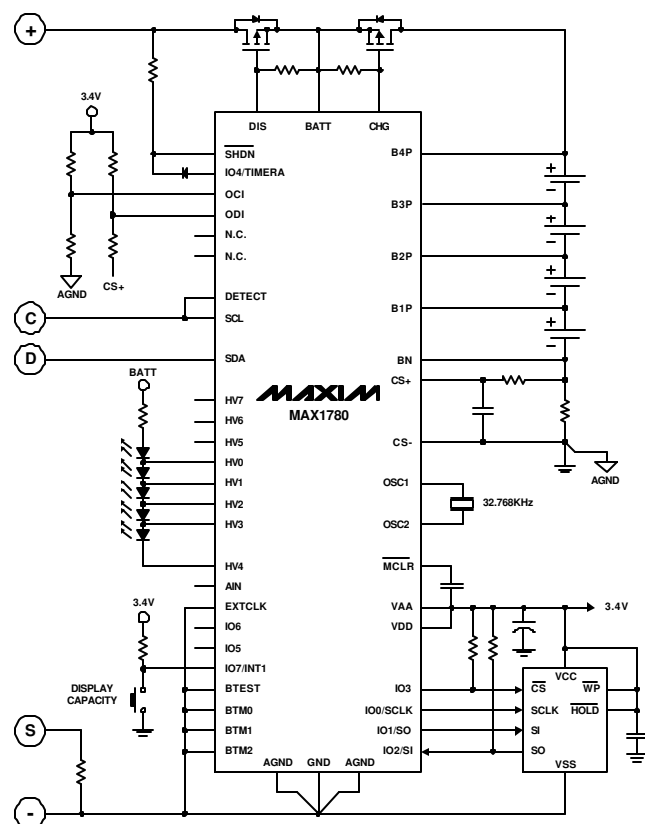 +
3.4V
DIS
BATT
CHG
SHDN
IO4/TIMERA
OCI
ODI
N.C.
N.C.
AGND
CS+
C
DETECT
SCL
D
SDA
BATT
HV7
HV6
HV5
HV0
HV1
HV2
HV3
HV4
AIN
3.4V
EXTCLK
IO6
IO5
IO7/INT1
DISPLAY
CAPACITY
BTEST
BTM0
BTM1
BTM2
S
-
AGND
GND
AGND
MAXIM
MAX1780
B4P
+
-
B3P
+
-
B2P
+
-
B1P
+
-
BN
CS+
CS-
AGND
OSC1
32.768KHz
OSC2
MCLR
VAA
3.4V
VDD
IO3
IO0/SCLK
IO1/SO
IO2/SI
VCC
CS
WP
SCLK
HOLD
SI
SO
VSS